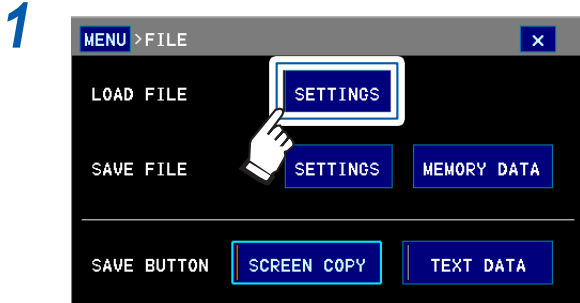 1
MENU >FILE ×
LOAD FILE SETTINGS
SAVE FILE SETTINGS MEMORY DATA
SAVE BUTTON SCREEN COPY TEXT DATA